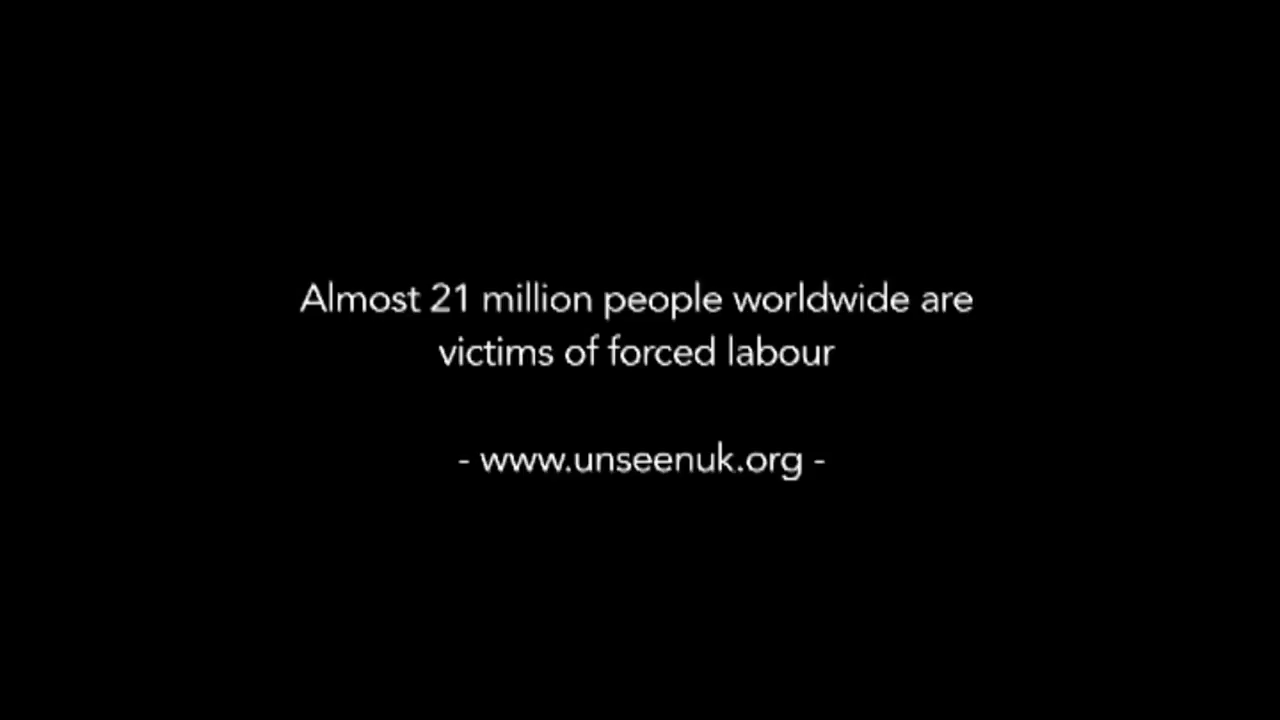 Almost 21 million people worldwide are
victims of forced labour
- www.unseenuk.org -